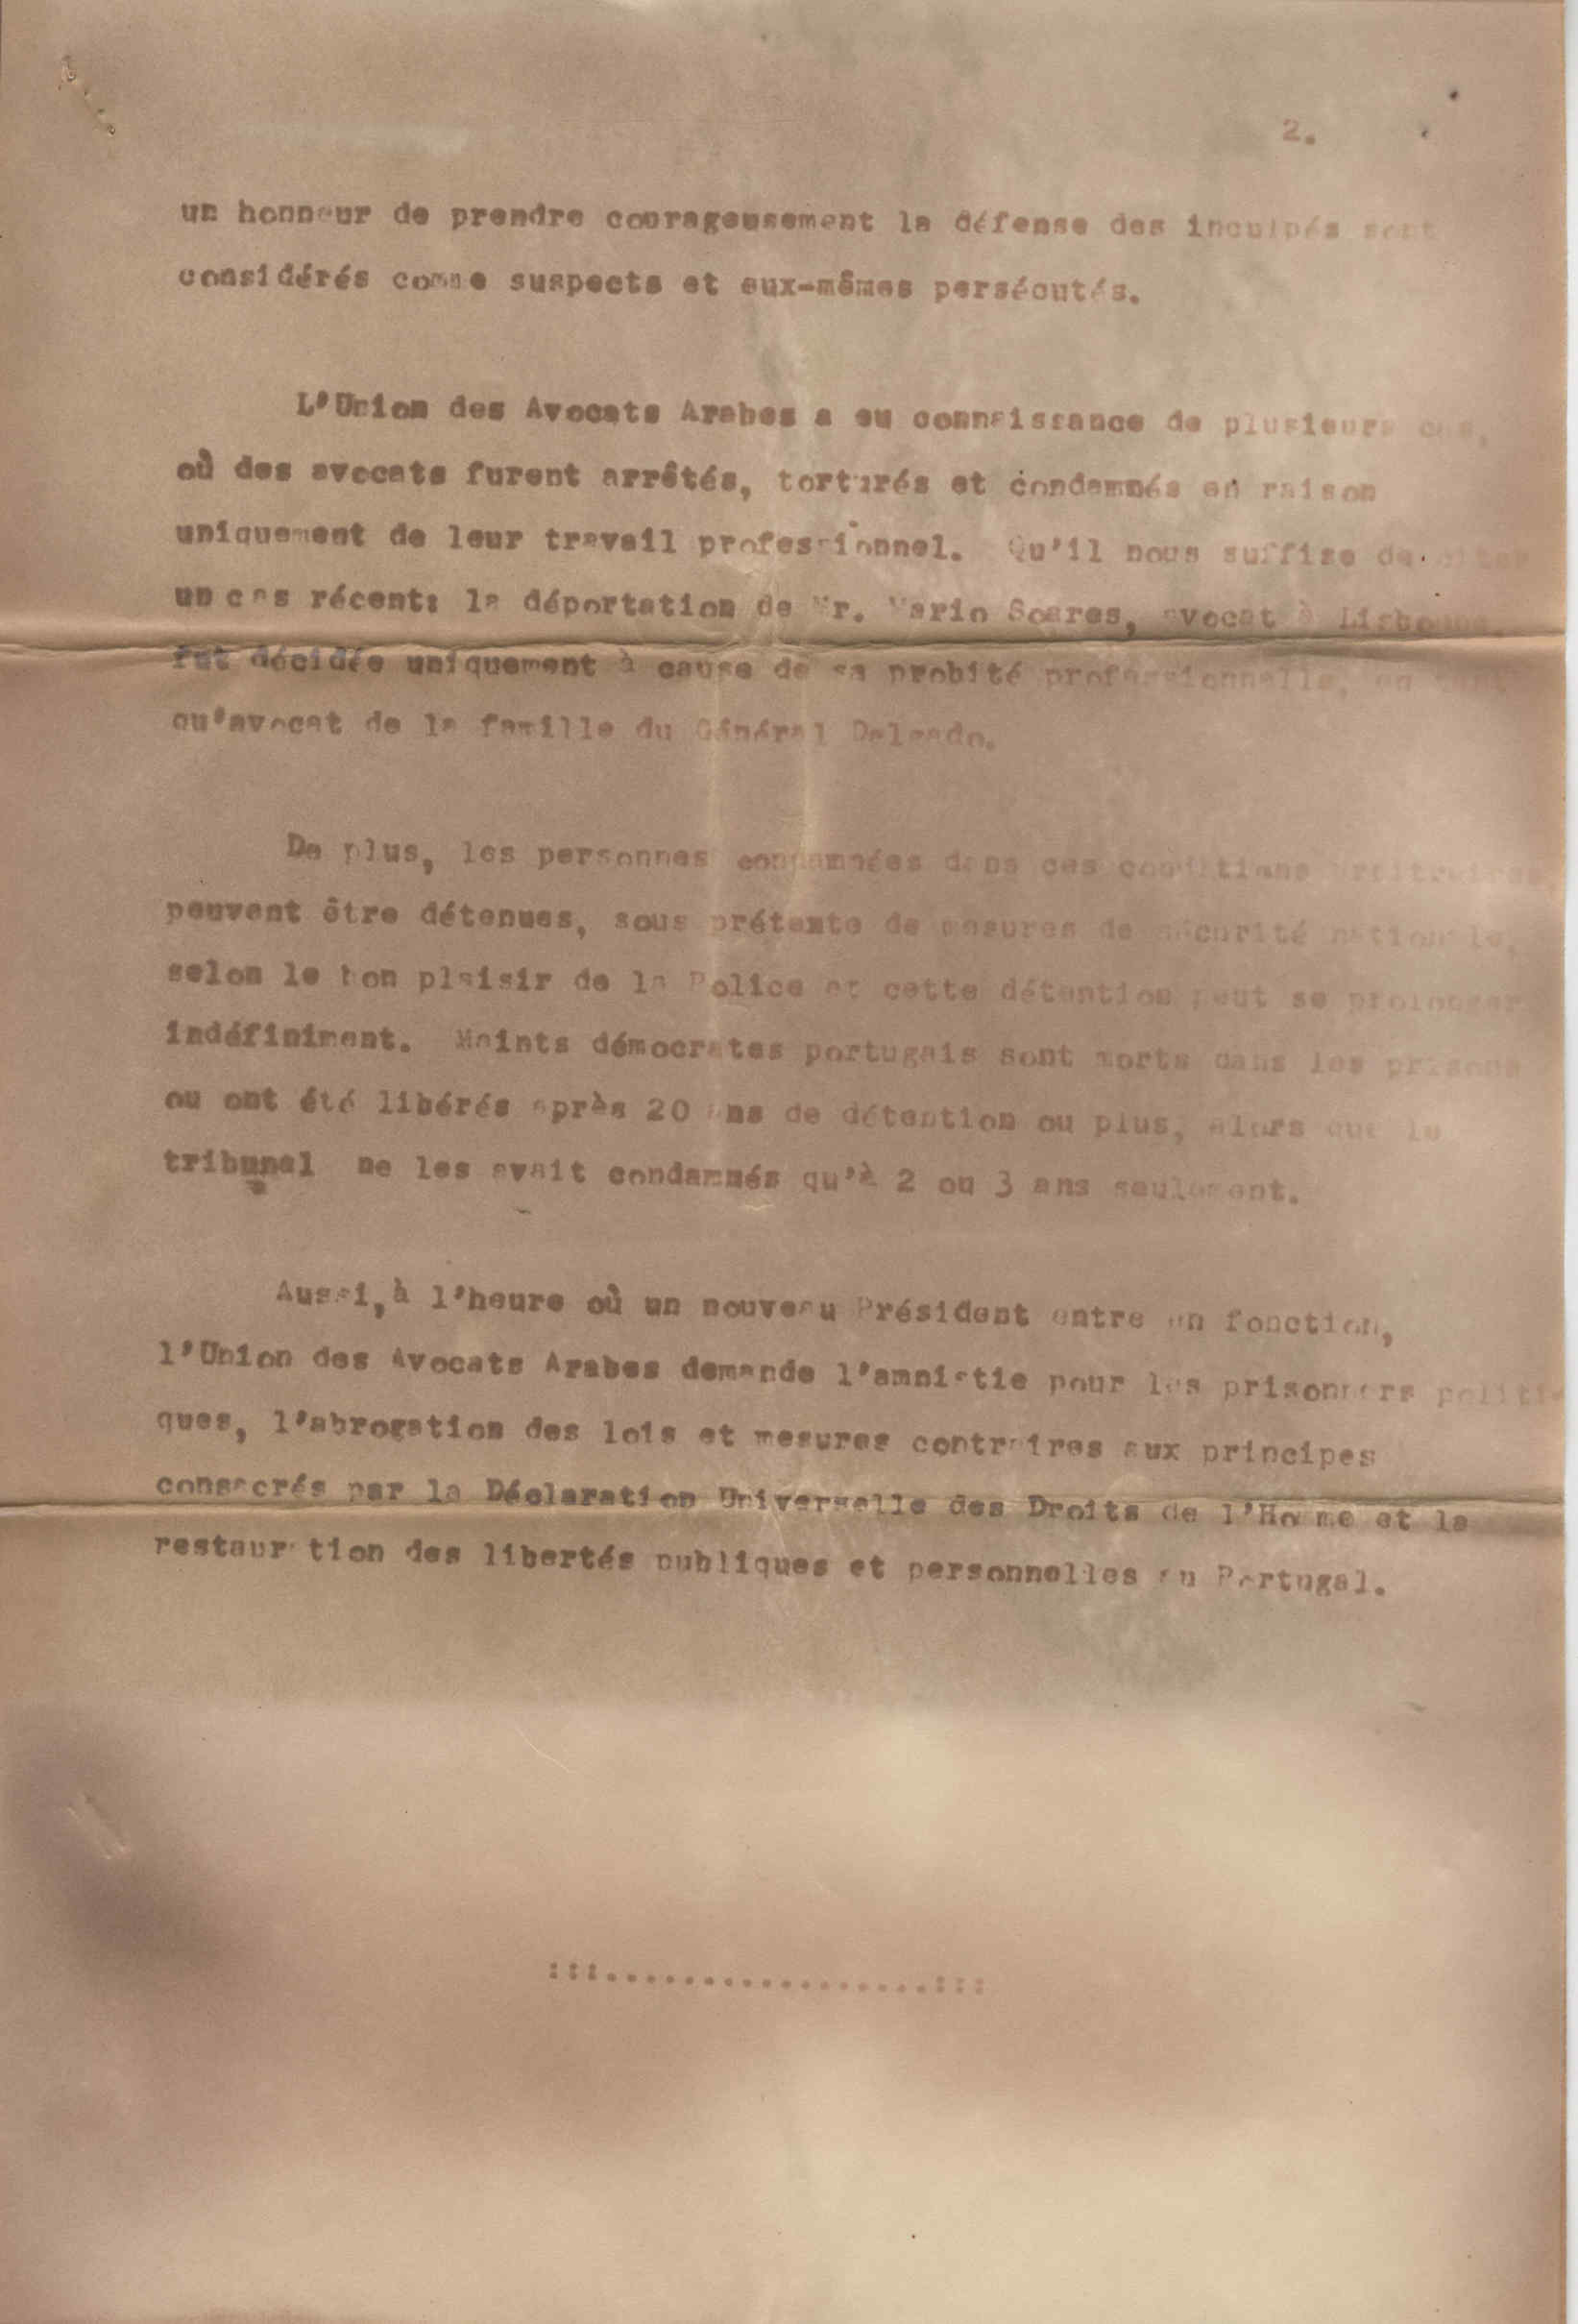 2.
un honneur de prendre courageusement la défense des inculpés sont
considérés comme suspects et eux-mêmes persécutés.
L'Union des Avocats Arabes a eu connaissance de plusieurs cas,
où des avocats furent arrêtés, torturés et condamnés en raison
uniquement de leur travail professionnel. Qu'il nous suffise de citer
un cas récent: la déportation de Mr. Mario Soares, avocat à Lisbonne,
fut décidée uniquement à cause de sa probité professionnelle, en tant
qu'avocat de la famille du Général Delgado.
De plus, les personnes condamnées dans ces conditions arbitraires
peuvent être détenues, sous prétexte de mesures de sécurité nationale,
selon le bon plaisir de la Police et cette détention peut se prolonger
indéfiniment. Maints démocrates portugais sont morts dans les prisons
ou ont été libérés après 20 ans de détention ou plus, alors que le
tribunal ne les avait condamnés qu'à 2 ou 3 ans seulement.
Aussi, à l'heure où un nouveau Président entre en fonction,
l'Union des Avocats Arabes demande l'amnistie pour les prisonners politi-
ques, l'abrogation des lois et mesures contraires aux principes
consacrés par la Déclaration Universelle des Droits de l'Homme et la
restauration des libertés publiques et personnelles au Portugal.
:::.................:::